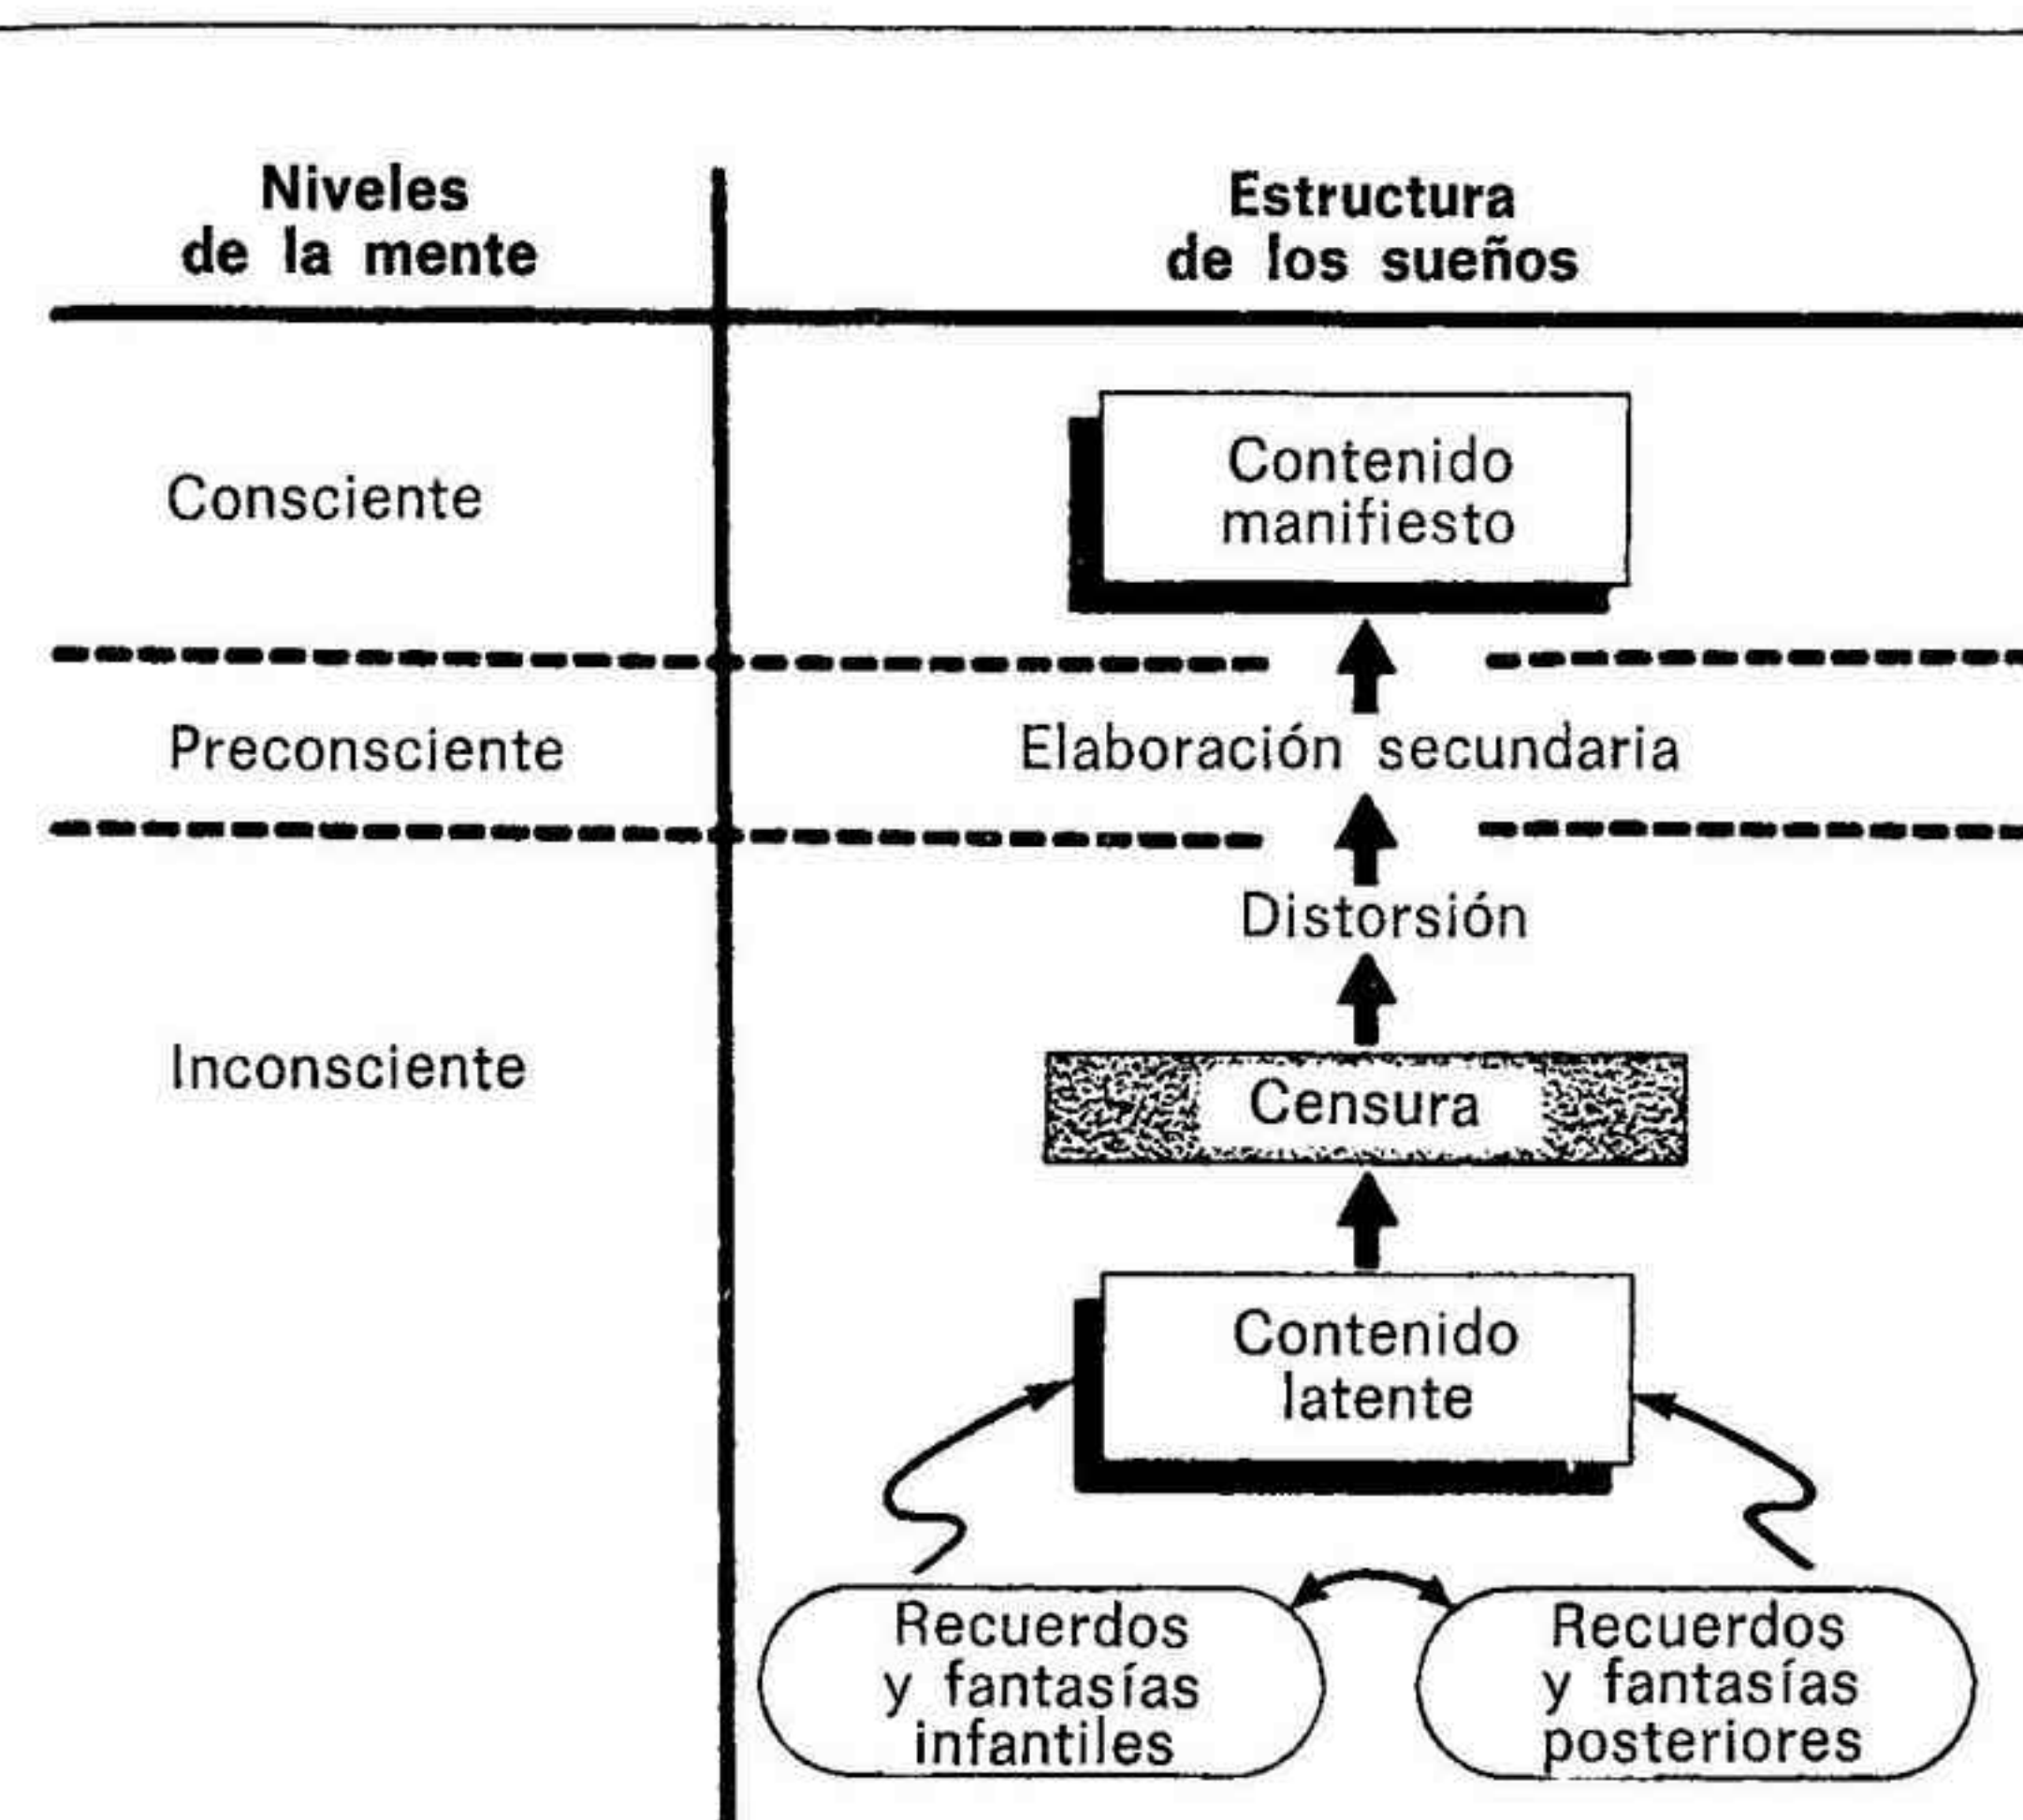 Niveles
de la mente
Estructura
de los sueños
Consciente
Contenido
manifiesto
Preconsciente
Elaboración secundaria
Distorsión
Inconsciente
Censura
Contenido
latente
Recuerdos
y fantasías
infantiles
Recuerdos
y fantasías
posteriores